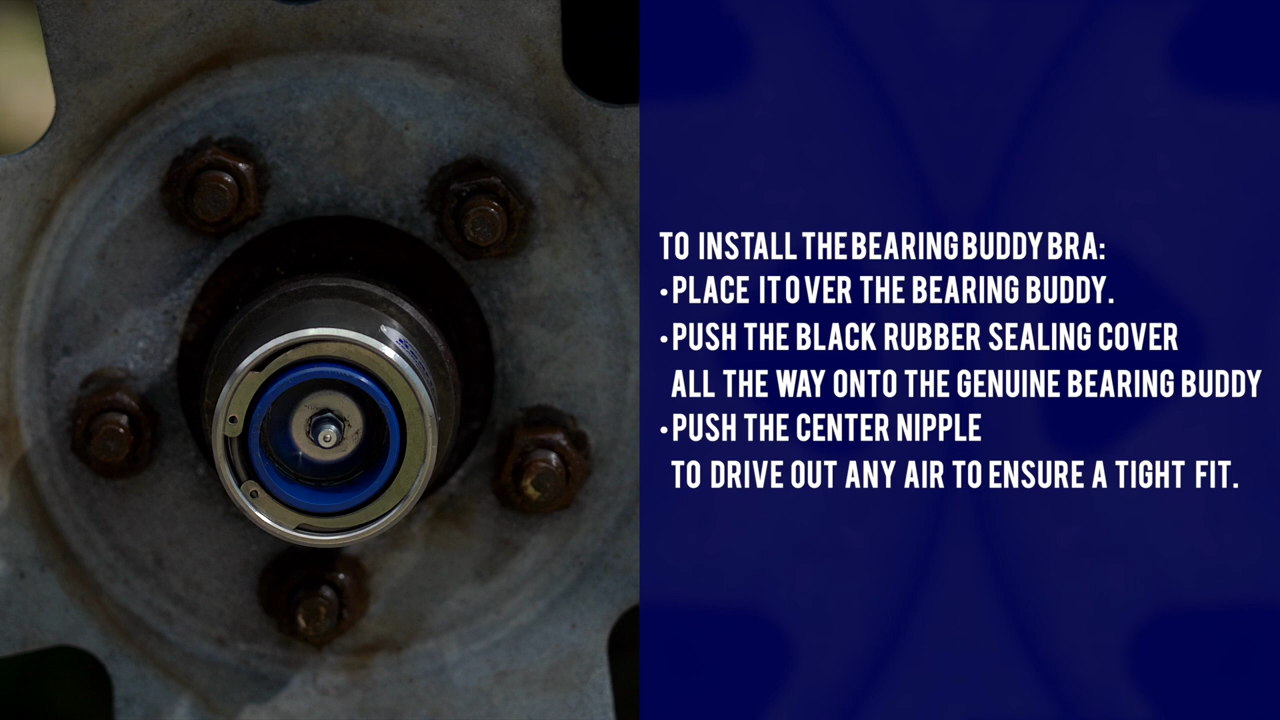 TO INSTALL THE BEARING BUDDY BRA:
•PLACE IT OVER THE BEARING BUDDY.
•PUSH THE BLACK RUBBER SEALING COVER
ALL THE WAY ONTO THE GENUINE BEARING BUDDY
•PUSH THE CENTER NIPPLE
TO DRIVE OUT ANY AIR TO ENSURE A TIGHT FIT.